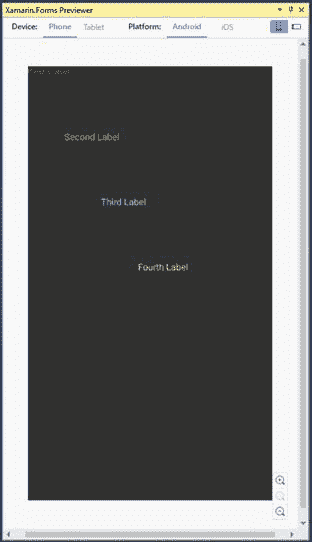 Xamarin.Forms Previewer
Device: Phone Tablet Platform: Android iOS
First Label
Second Label
Third Label
Fourth Label